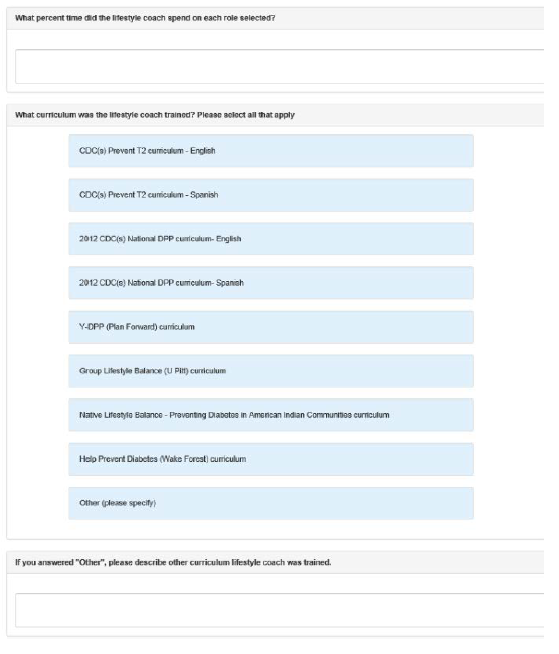 What percent time did the lifestyle coach spend on each role selected?
What curriculum was the lifestyle coach trained? Please select all that apply
CDC(s) Prevent T2 curriculum - English
CDC(s) Prevent T2 curriculum - Spanish
2012 CDC(s) National DPP curriculum- English
2012 CDC(s) National DPP curriculum- Spanish
Y-DPP (Plan Forward) curriculum
Group Lifestyle Balance (U Pitt) curriculum
Native Lifestyle Balance - Preventing Diabetes in American Indian Communities curriculum
Help Prevent Diabetes (Wake Forest) curriculum
Other (please specify)
If you answered "Other", please describe other curriculum lifestyle coach was trained.